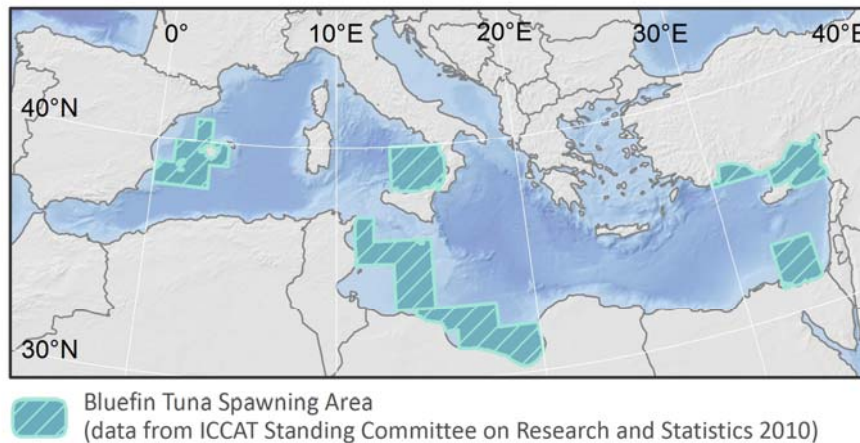 0° 10°E 20°E 30°E 40°E
40°N
30°N
Bluefin Tuna Spawning Area
(data from ICCAT Standing Committee on Research and Statistics 2010)